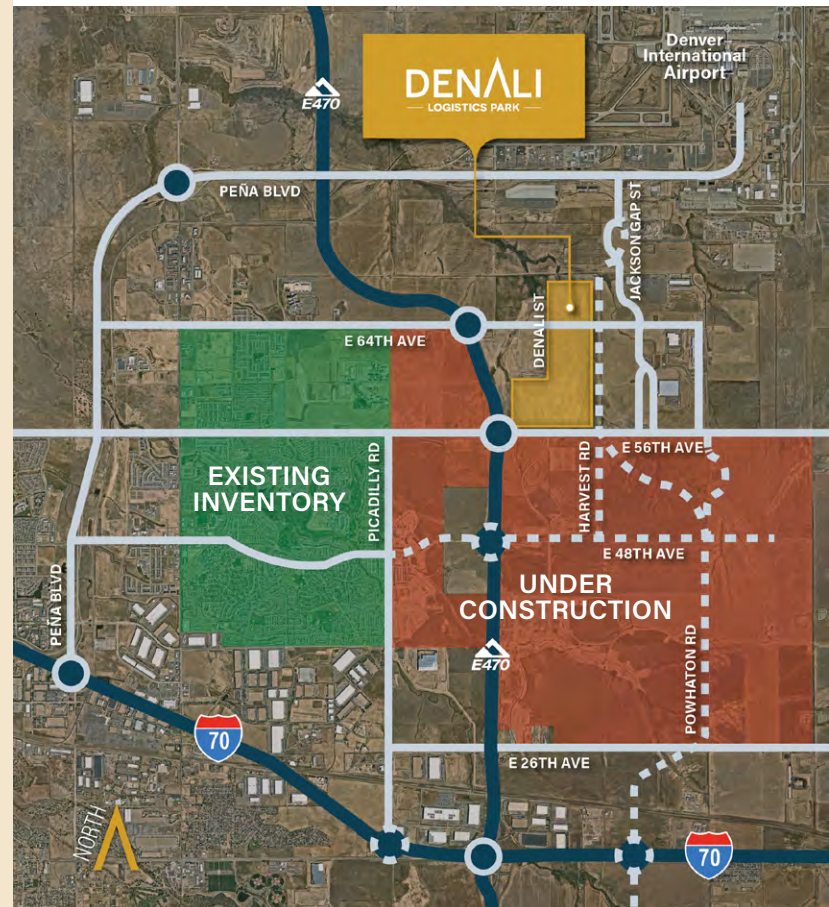 Denver
International
Airport
E470
DENALI
LOGISTICS PARK
PEÑA BLVD
JACKSON GAP ST
DENALI ST
E 64TH AVE
PICADILLY RD
HARVEST RD
E 56TH AVE
EXISTING
INVENTORY
E 48TH AVE
UNDER
CONSTRUCTION
PEÑA BLVD
E470
POWHATON RD
70
E 26TH AVE
NORTH
70